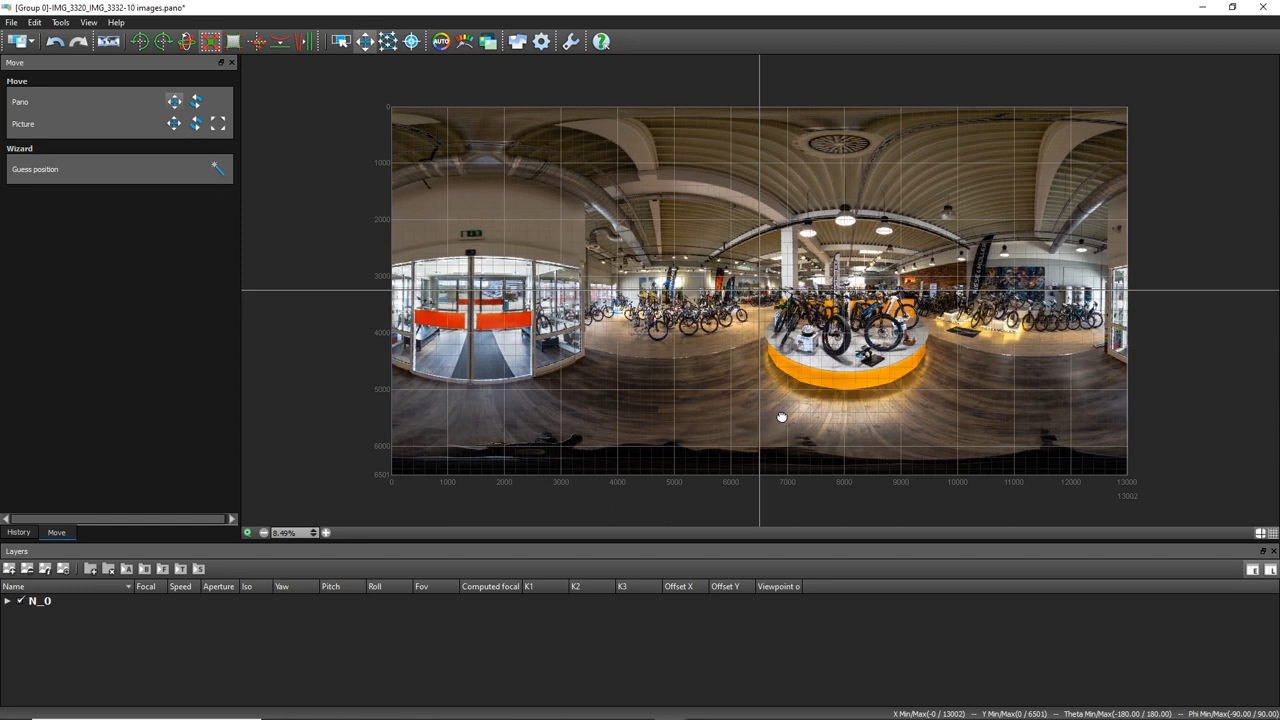 [Group 0]-IMG_3320_IMG_3332-10 images.pano*
File Edit Tools View Help
AUTO
Move
Move
Pano
Picture
Wizard
Guess position
0
1000
2000
3000
4000
5000
6000
6501
0 1000 2000 3000 4000 5000 6000 7000 8000 9000 10000 11000 12000 13000
13002
History Move
8.49%
Layers
A B F T S
E L
Name Focal Speed Aperture Iso Yaw Pitch Roll Fov Computed focal K1 K2 K3 Offset X Offset Y Viewpoint o
N_0
X Min/Max(-0 / 13002) -- Y Min/Max(0 / 6501) -- Theta Min/Max(-180.00 / 180.00) -- Phi Min/Max(-90.00 / 90.00)